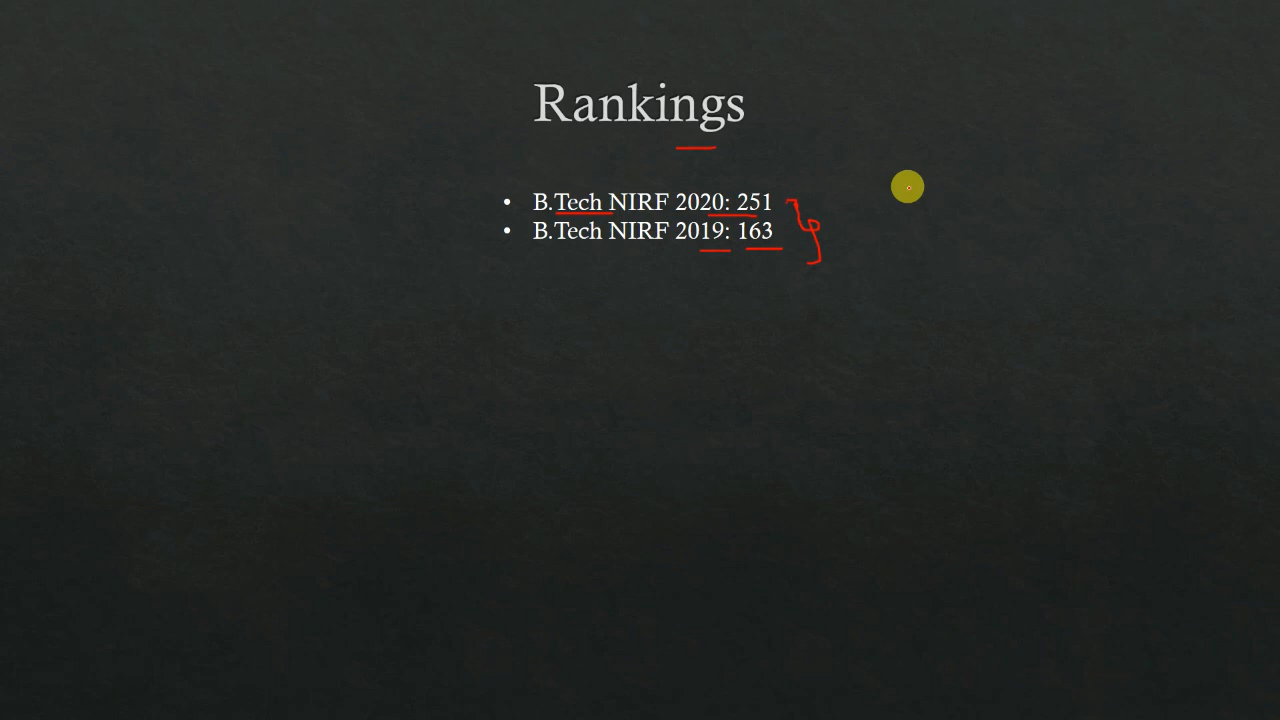 Rankings
• B.Tech NIRF 2020: 251
• B.Tech NIRF 2019: 163